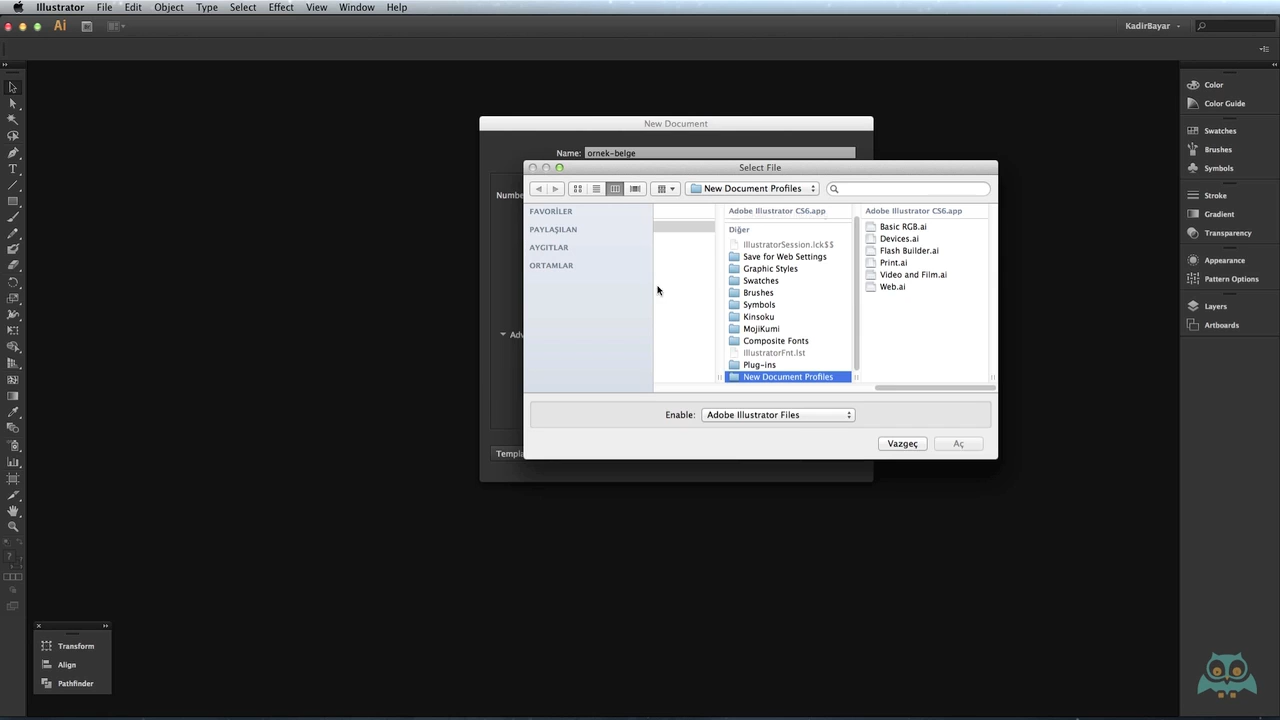 Illustrator File Edit Object Type Select Effect View Window Help
Ai
KadirBayar
New Document
Name: ornek-belge
Select File
New Document Profiles
Number
FAVORİLER
PAYLAŞILAN
AYGITLAR
ORTAMLAR
Adobe Illustrator CS6.app
Diğer
IllustratorSession.lck$$
Save for Web Settings
Graphic Styles
Swatches
Brushes
Symbols
Kinsoku
MojiKumi
Composite Fonts
IllustratorFnt.lst
Plug-ins
New Document Profiles
Adobe Illustrator CS6.app
Basic RGB.ai
Devices.ai
Flash Builder.ai
Print.ai
Video and Film.ai
Web.ai
Adv
Enable: Adobe Illustrator Files
Vazgeç Aç
Templa
Color
Color Guide
Swatches
Brushes
Symbols
Stroke
Gradient
Transparency
Appearance
Pattern Options
Layers
Artboards
Transform
Align
Pathfinder